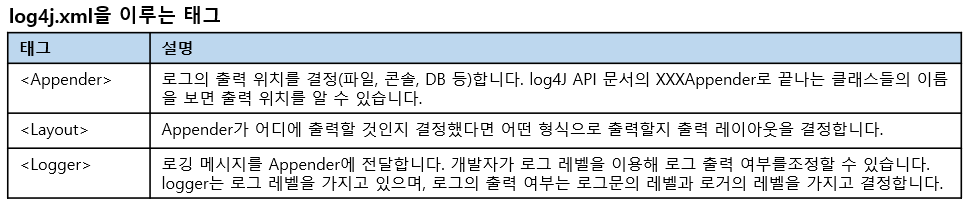 log4j.xml을 이루는 태그
태그 설명
<Appender> 로그의 출력 위치를 결정(파일, 콘솔, DB 등)합니다. log4J API 문서의 XXXAppender로 끝나는 클래스들의 이름
을 보면 출력 위치를 알 수 있습니다.
<Layout> Appender가 어디에 출력할 것인지 결정했다면 어떤 형식으로 출력할지 출력 레이아웃을 결정합니다.
<Logger> 로깅 메시지를 Appender에 전달합니다. 개발자가 로그 레벨을 이용해 로그 출력 여부를조정할 수 있습니다.
logger는 로그 레벨을 가지고 있으며, 로그의 출력 여부는 로그문의 레벨과 로거의 레벨을 가지고 결정합니다.